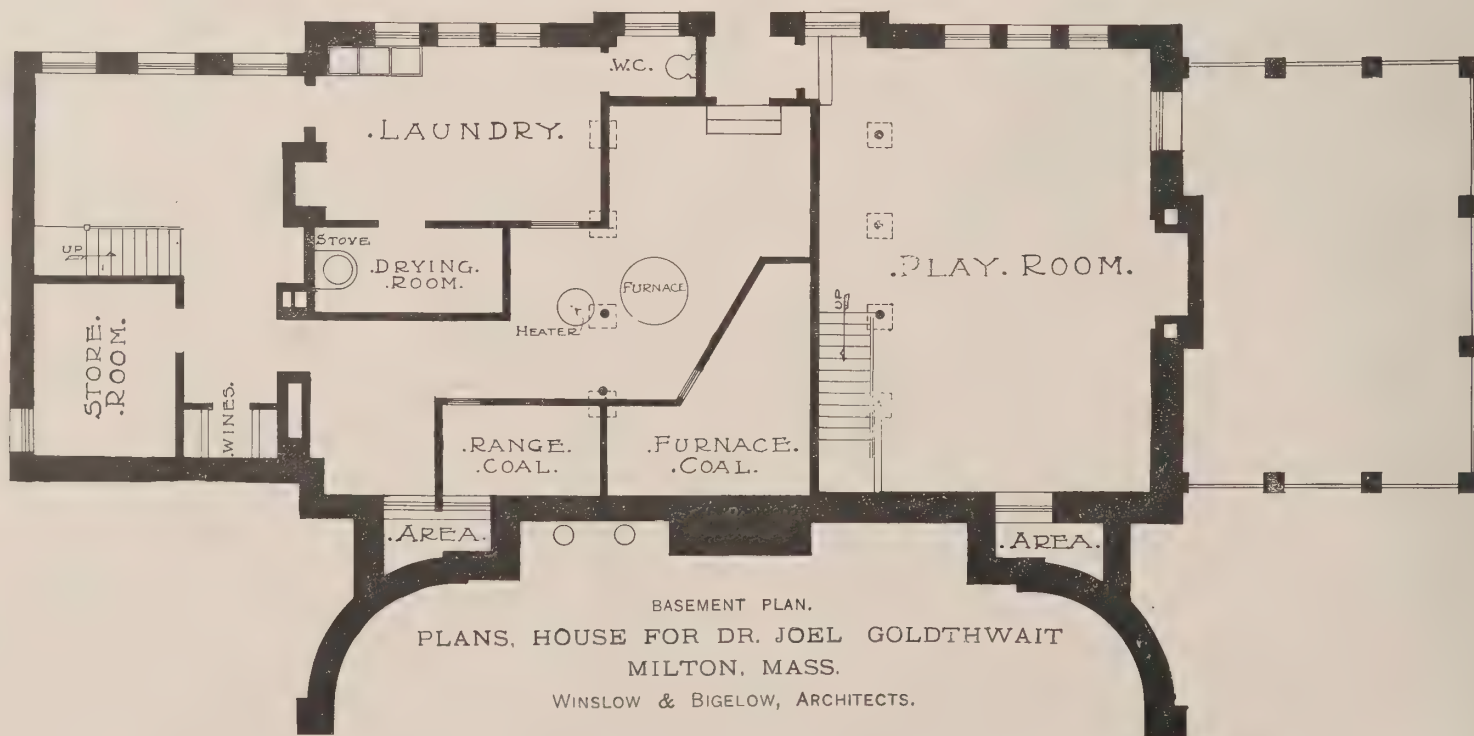 .W.C.
.LAUNDRY.
UP
STOVE
.DRYING.
.ROOM.
FURNACE
HEATER
.PLAY. ROOM.
UP
.STORE.
.ROOM.
.WINES.
.RANGE.
.COAL.
.FURNACE.
.COAL.
.AREA.
.AREA.
BASEMENT PLAN.
PLANS, HOUSE FOR DR. JOEL GOLDTHWAIT
MILTON, MASS.
WINSLOW & BIGELOW, ARCHITECTS.